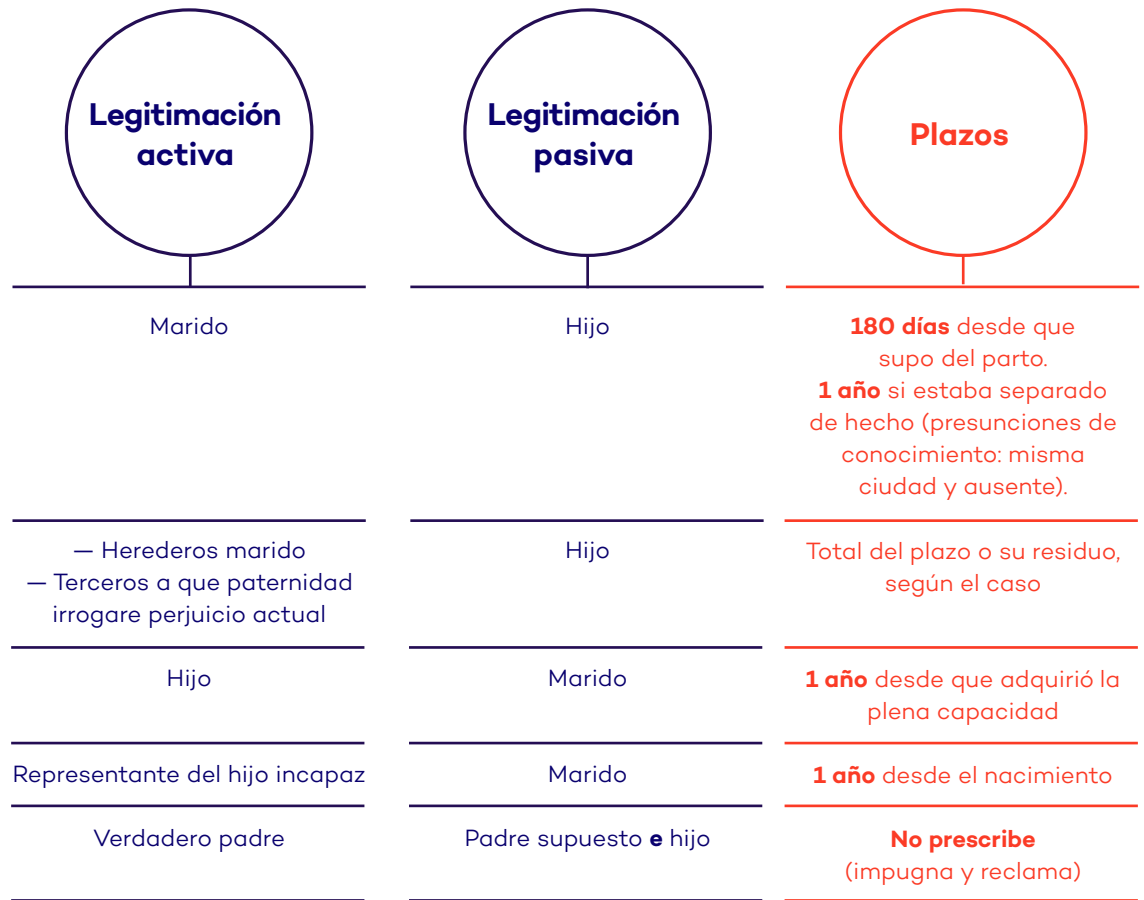 Legitimación
activa
Legitimación
pasiva
Plazos
Marido
Hijo
180 días desde que
supo del parto.
1 año si estaba separado
de hecho (presunciones de
conocimiento: misma
ciudad y ausente).
— Herederos marido
— Terceros a que paternidad
irrogare perjuicio actual
Hijo
Total del plazo o su residuo,
según el caso
Hijo
Marido
1 año desde que adquirió la
plena capacidad
Representante del hijo incapaz
Marido
1 año desde el nacimiento
Verdadero padre
Padre supuesto e hijo
No prescribe
(impugna y reclama)